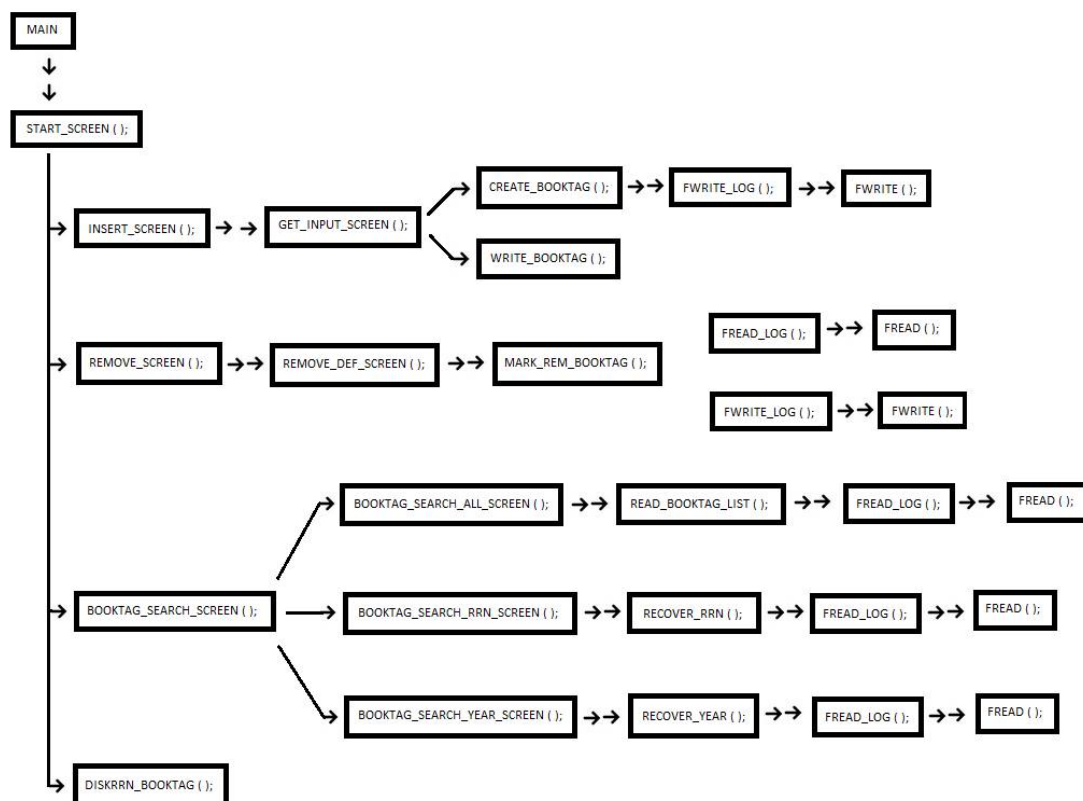 MAIN
START_SCREEN ( );
CREATE_BOOKTAG ( );
FWRITE_LOG ( );
FWRITE ( );
INSERT_SCREEN ( );
GET_INPUT_SCREEN ( );
WRITE_BOOKTAG ( );
FREAD_LOG ( );
FREAD ( );
REMOVE_SCREEN ( );
REMOVE_DEF_SCREEN ( );
MARK_REM_BOOKTAG ( );
FWRITE_LOG ( );
FWRITE ( );
BOOKTAG_SEARCH_ALL_SCREEN ( );
READ_BOOKTAG_LIST ( );
FREAD_LOG ( );
FREAD ( );
BOOKTAG_SEARCH_SCREEN ( );
BOOKTAG_SEARCH_RRN_SCREEN ( );
RECOVER_RRN ( );
FREAD_LOG ( );
FREAD ( );
BOOKTAG_SEARCH_YEAR_SCREEN ( );
RECOVER_YEAR ( );
FREAD_LOG ( );
FREAD ( );
DISKRRN_BOOKTAG ( );